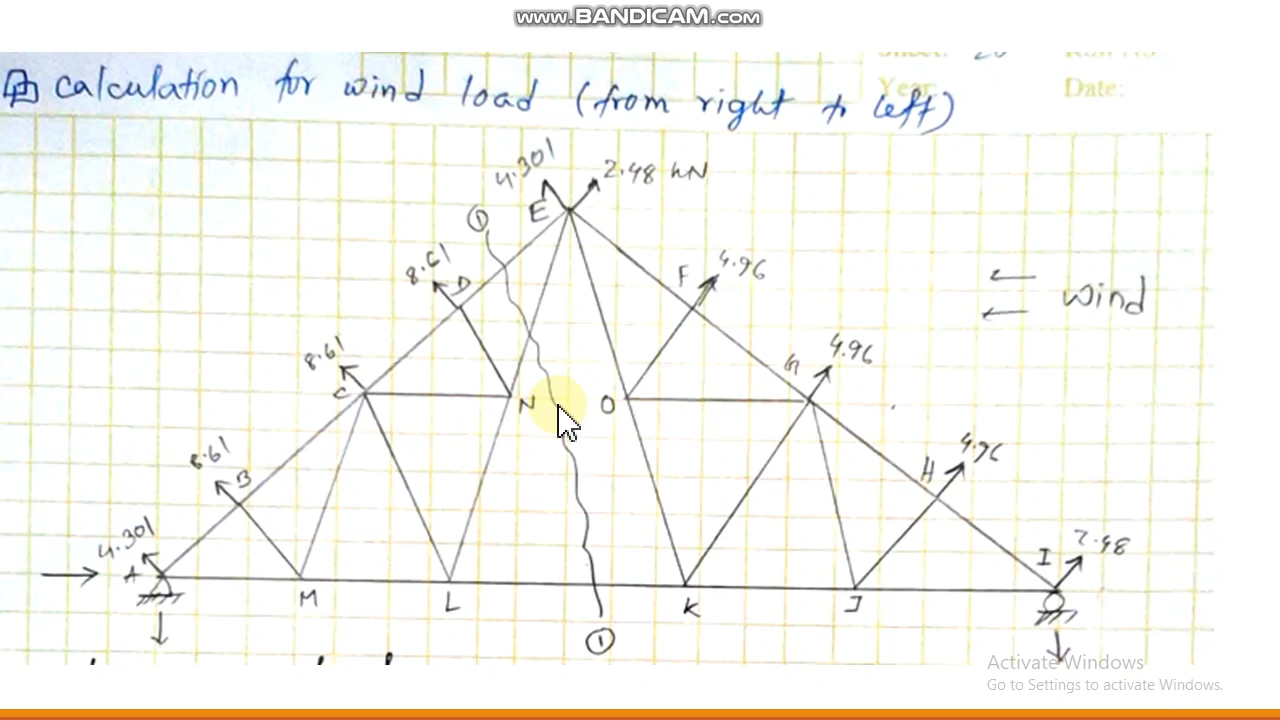 www.BANDICAM.com
calculation for wind load (from right to left)
Year:
Date:
4.301
2.48 kN
E
①
8.61
D
F
4.96
wind
8.61
C
G
4.96
N
O
8.61
B
H
4.96
4.301
A
I
2.48
M
L
K
J
①
Activate Windows
Go to Settings to activate Windows.